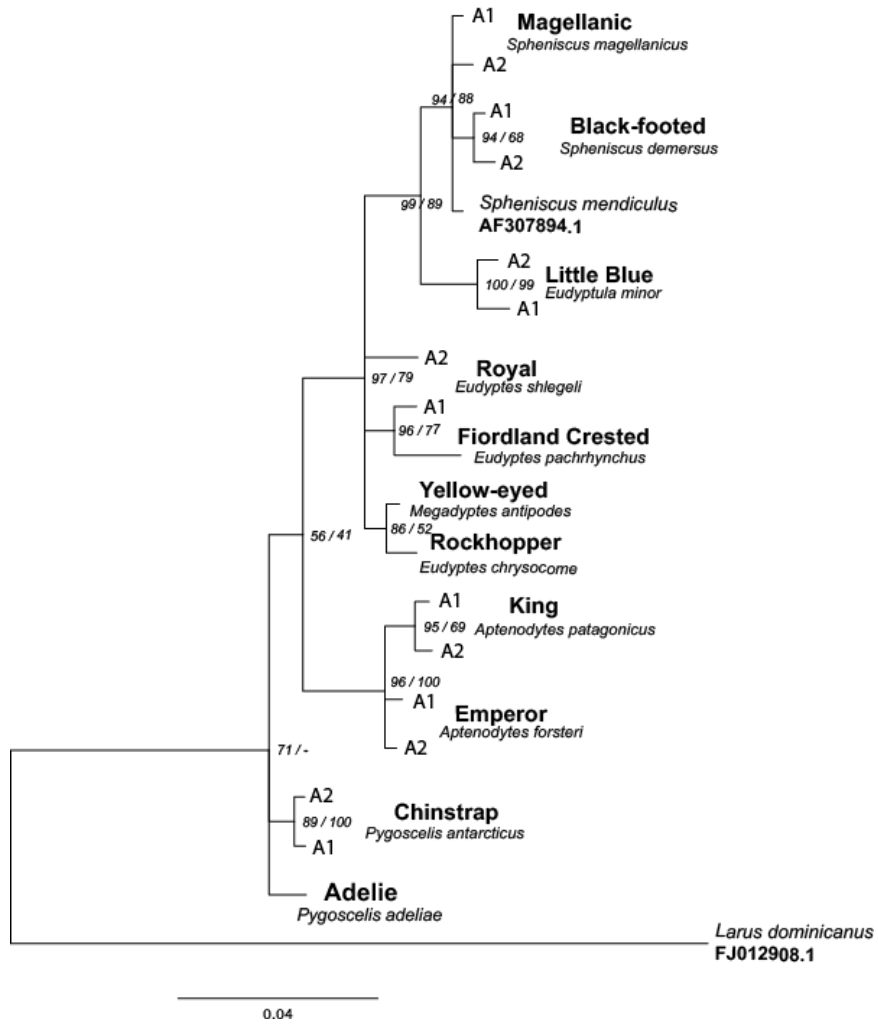 A1
Magellanic
Spheniscus magellanicus
A2
94 / 88
A1
Black-footed
94 / 68
Spheniscus demersus
A2
99 / 89
Spheniscus mendiculus
AF307894.1
A2
Little Blue
100 / 99
Eudyptula minor
A1
A2
Royal
97 / 79
Eudyptes shlegeli
A1
96 / 77
Fiordland Crested
Eudyptes pachrhynchus
Yellow-eyed
Megadyptes antipodes
86 / 52
Rockhopper
56 / 41
Eudyptes chrysocome
A1
King
95 / 69
Aptenodytes patagonicus
A2
96 / 100
A1
Emperor
Aptenodytes forsteri
A2
71 / -
A2
Chinstrap
89 / 100
Pygoscelis antarcticus
A1
Adelie
Pygoscelis adeliae
Larus dominicanus
FJ012908.1
0.04